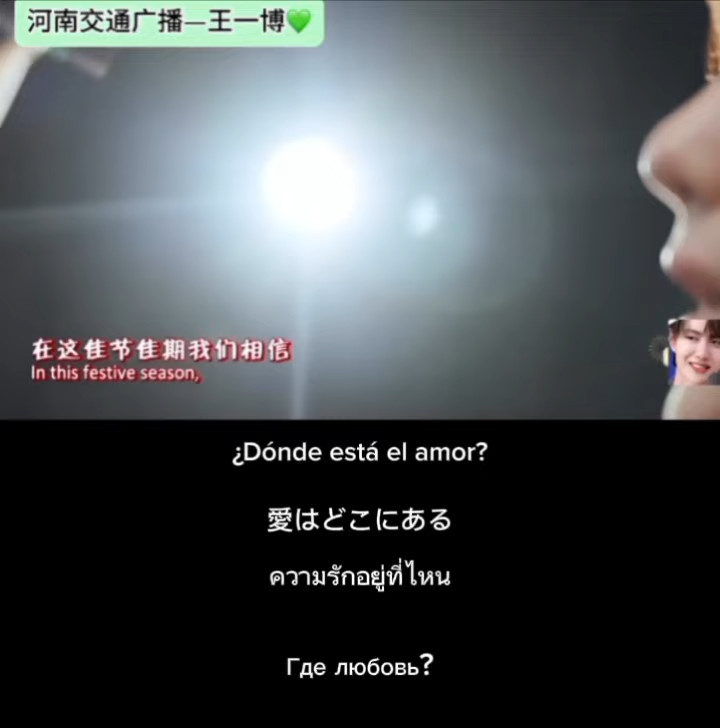 河南交通广播—王一博💚
在这佳节佳期我们相信
In this festive season,
¿Dónde está el amor?
愛はどこにある
ความรักอยู่ที่ไหน
Где любовь?